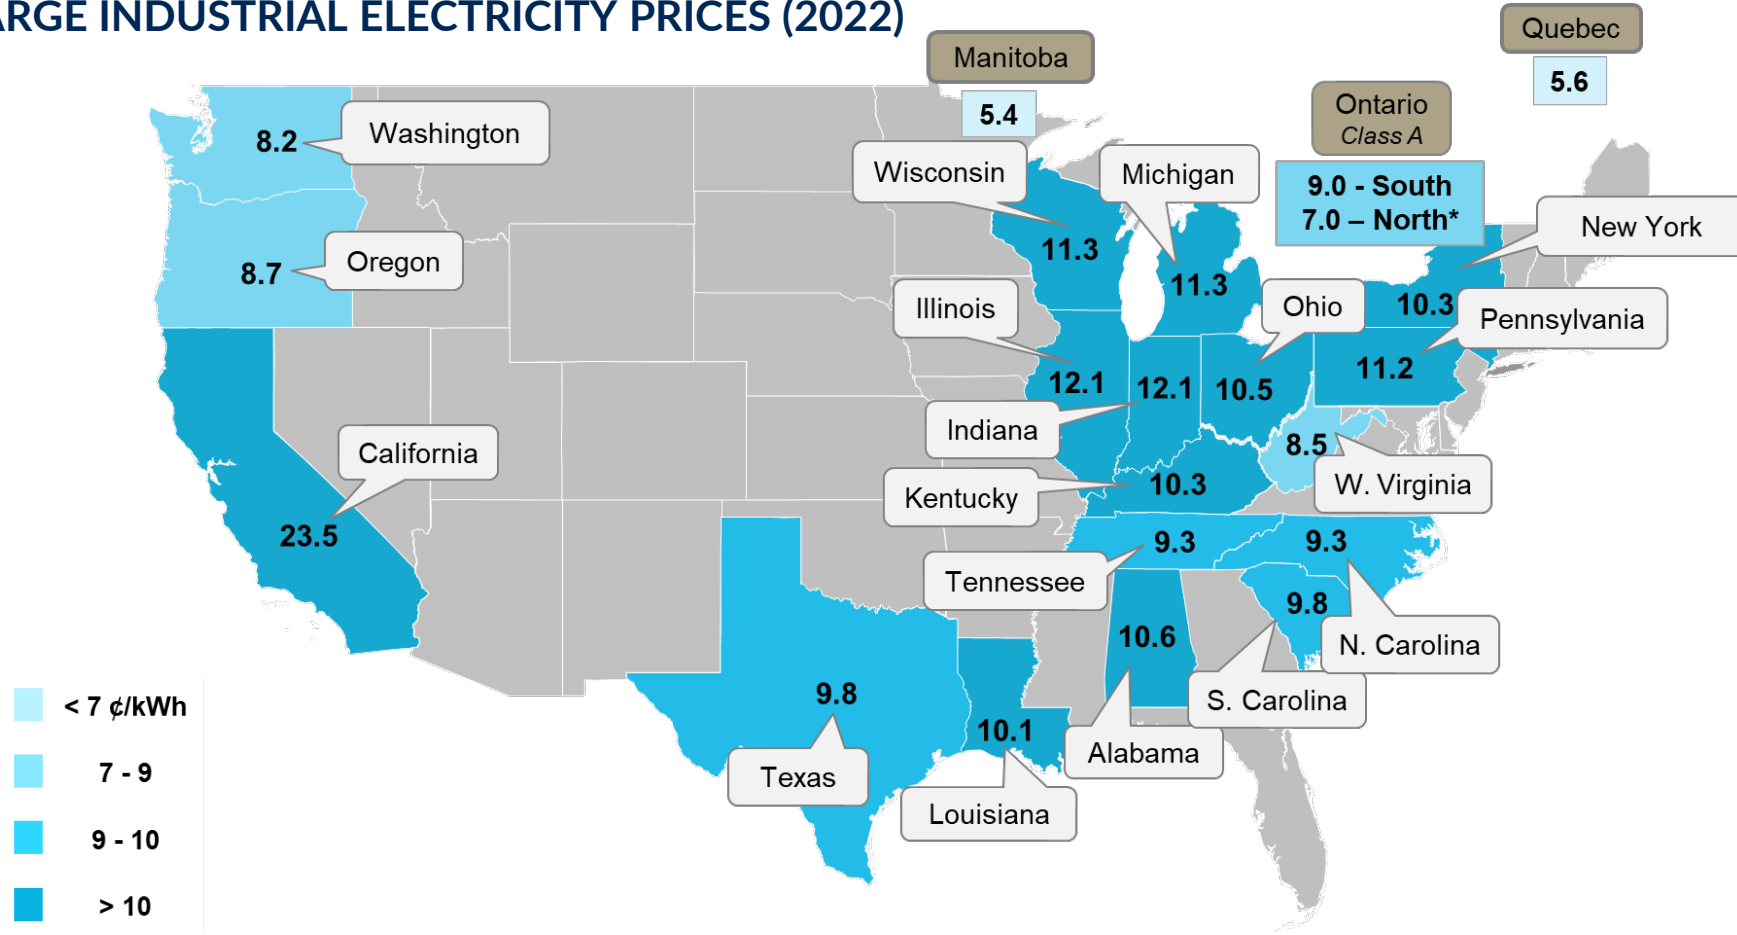 ARGE INDUSTRIAL ELECTRICITY PRICES (2022)
Quebec
5.6
Manitoba
5.4
Ontario
Class A
9.0 - South
7.0 – North*
Washington
8.2
Wisconsin
11.3
Michigan
11.3
New York
10.3
Oregon
8.7
Illinois
12.1
Ohio
10.5
Pennsylvania
11.2
Indiana
12.1
California
23.5
Kentucky
10.3
8.5
W. Virginia
Tennessee
9.3
9.3
N. Carolina
9.8
S. Carolina
10.6
Alabama
9.8
Texas
10.1
Louisiana
< 7 ¢/kWh
7 - 9
9 - 10
> 10